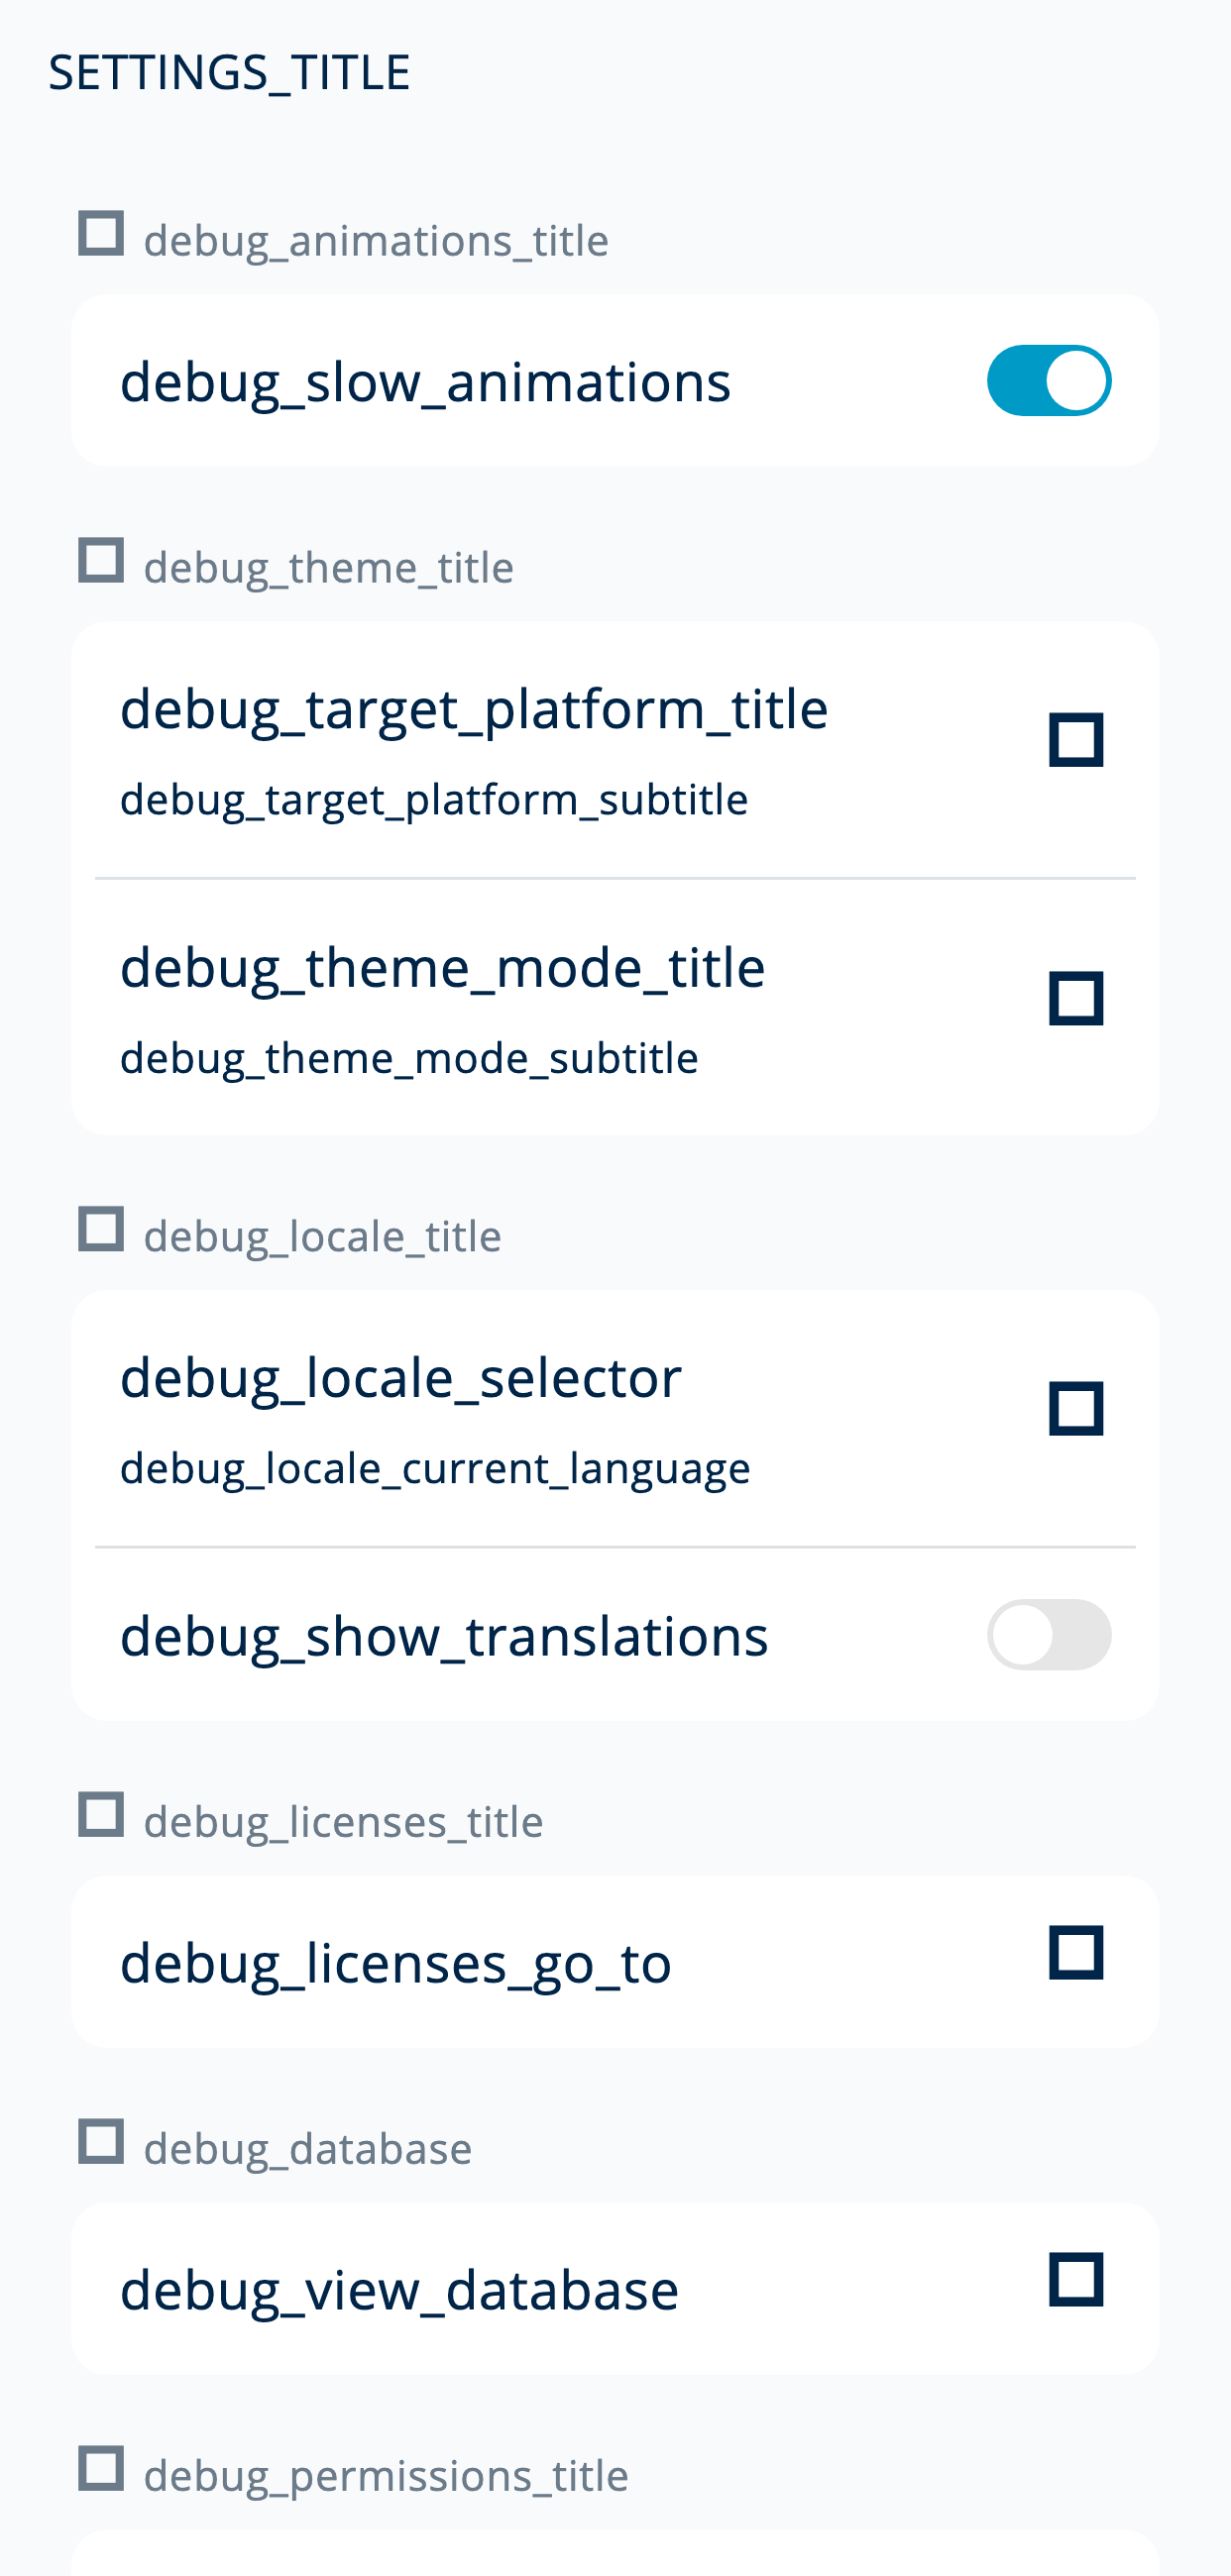 SETTINGS_TITLE
debug_animations_title
debug_slow_animations
debug_theme_title
debug_target_platform_title
debug_target_platform_subtitle
debug_theme_mode_title
debug_theme_mode_subtitle
debug_locale_title
debug_locale_selector
debug_locale_current_language
debug_show_translations
debug_licenses_title
debug_licenses_go_to
debug_database
debug_view_database
debug_permissions_title